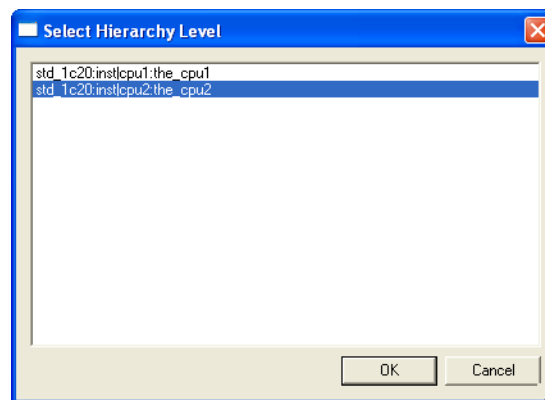 Select Hierarchy Level
std_1c20:inst|cpu1:the_cpu1
std_1c20:inst|cpu2:the_cpu2
OK
Cancel